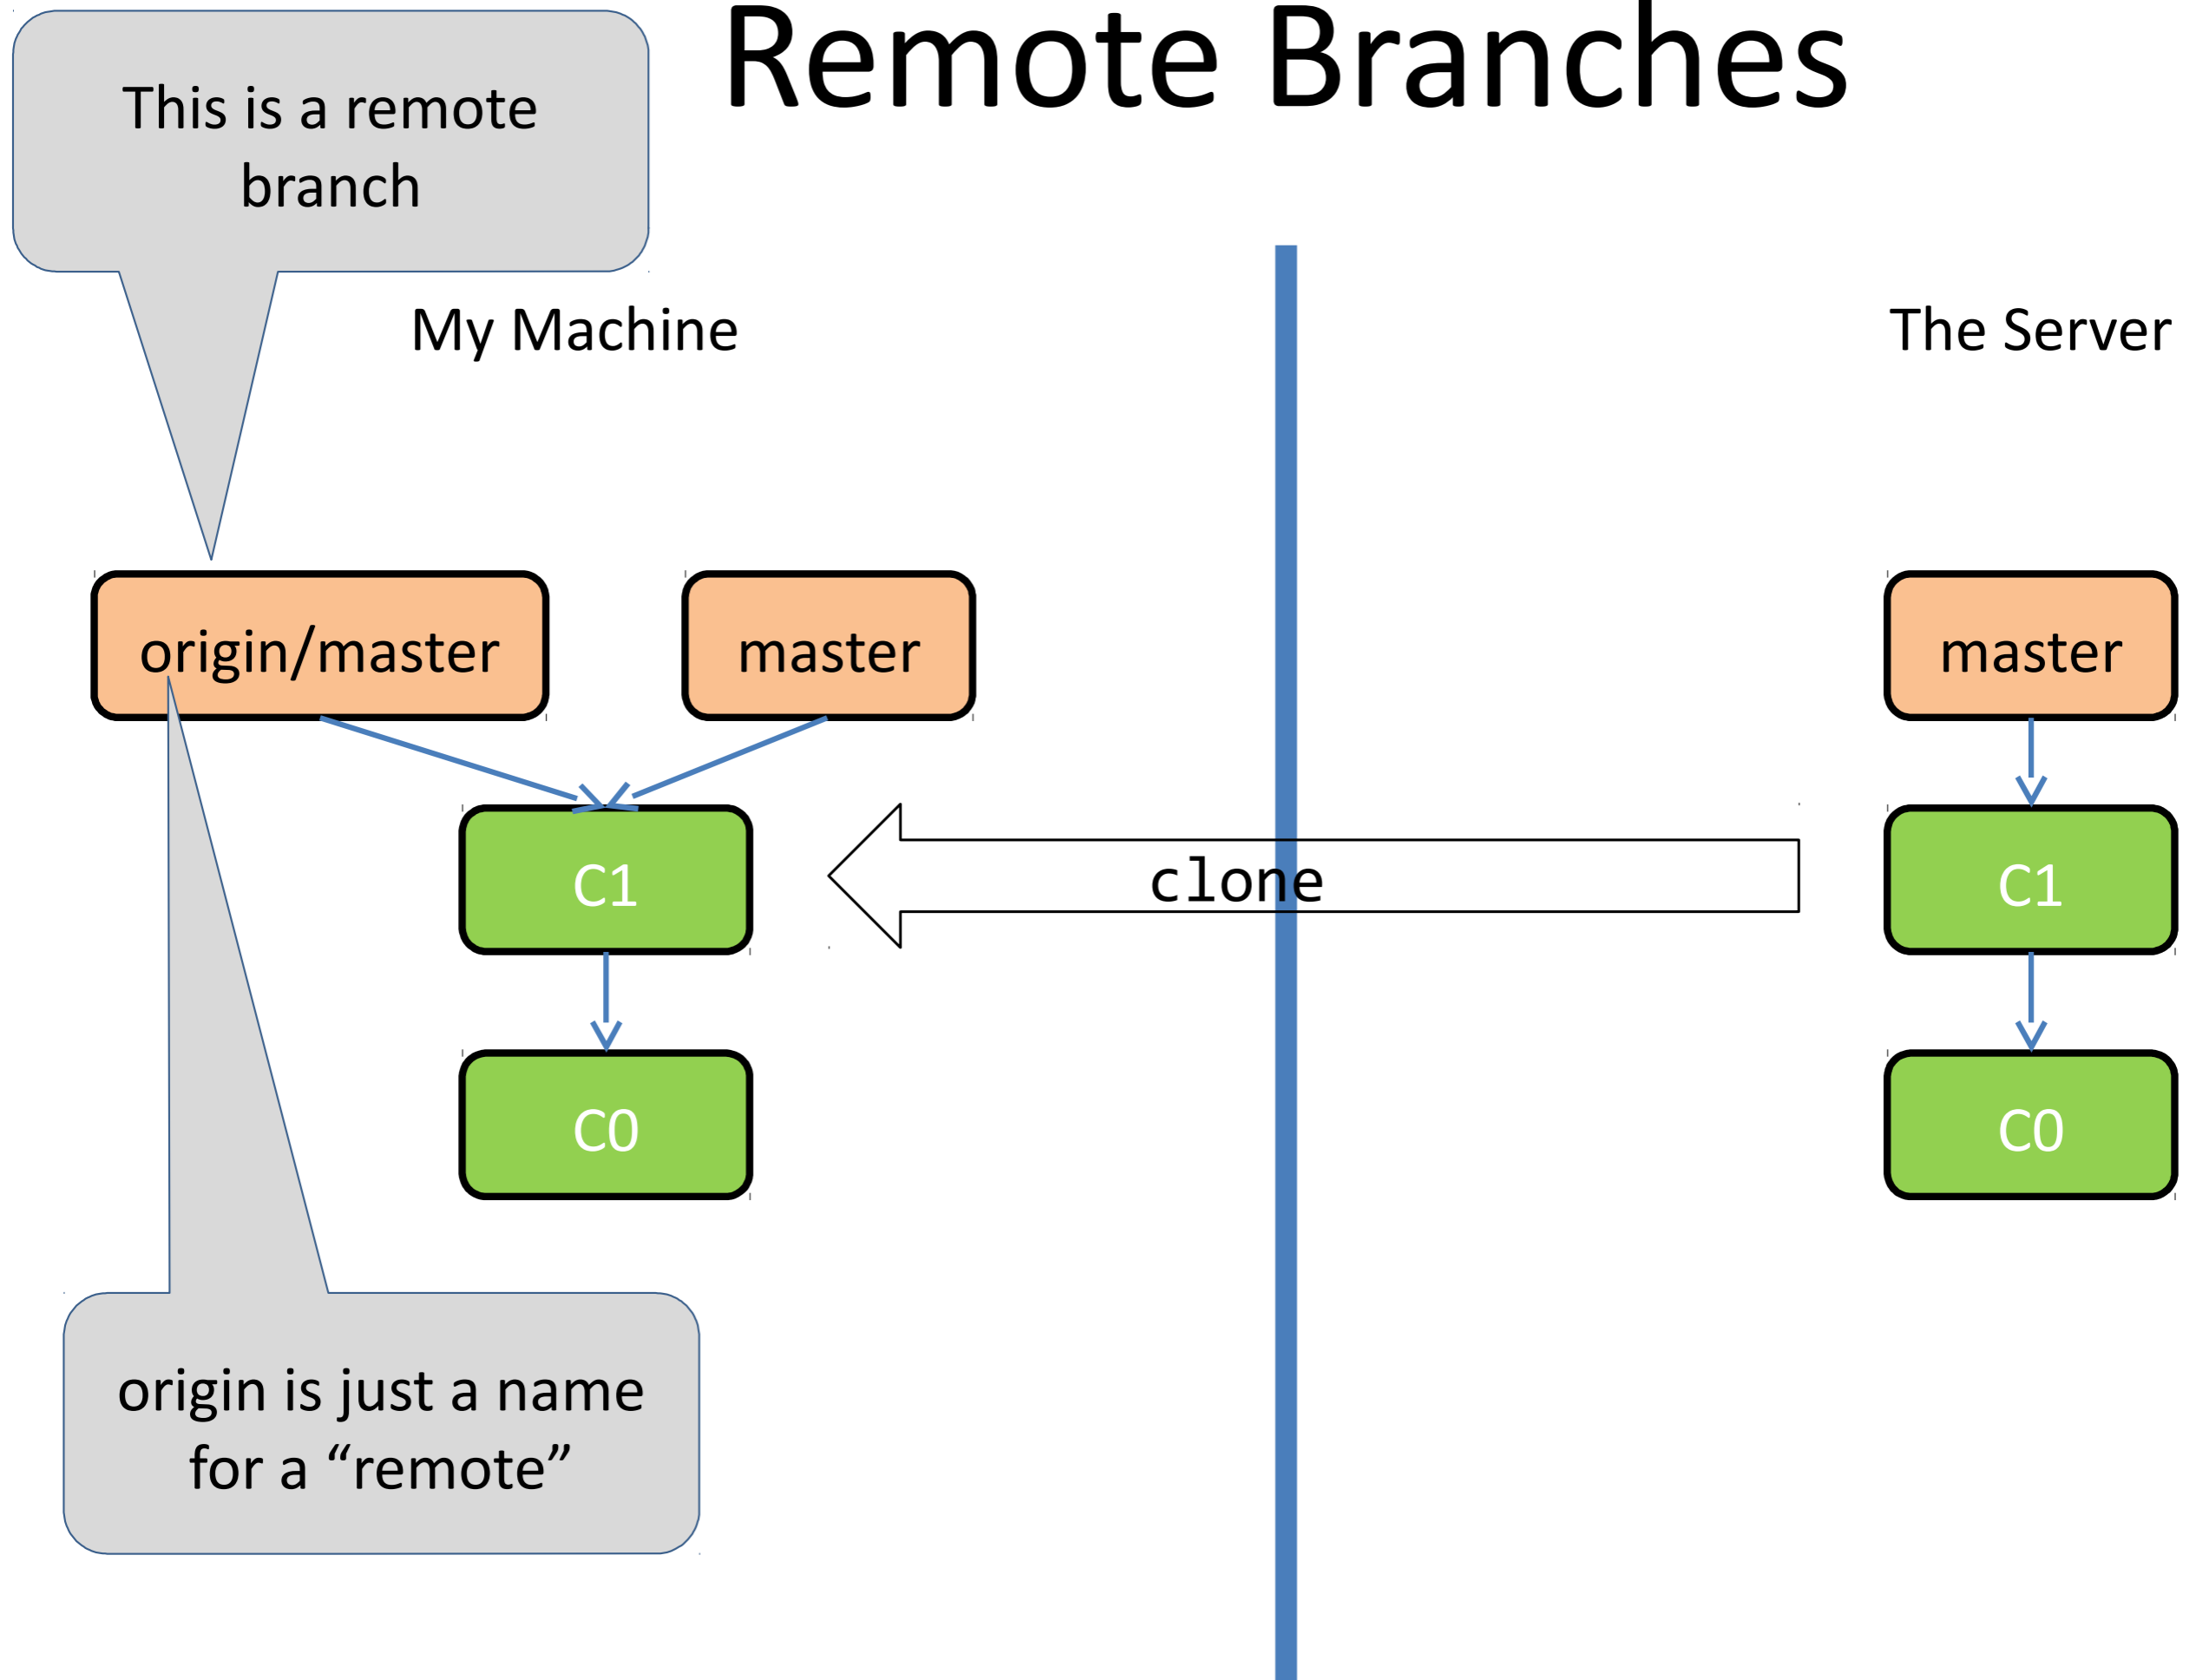 Remote Branches
This is a remote
branch
My Machine
The Server
origin/master
master
master
C1
clone
C1
C0
C0
origin is just a name
for a “remote”